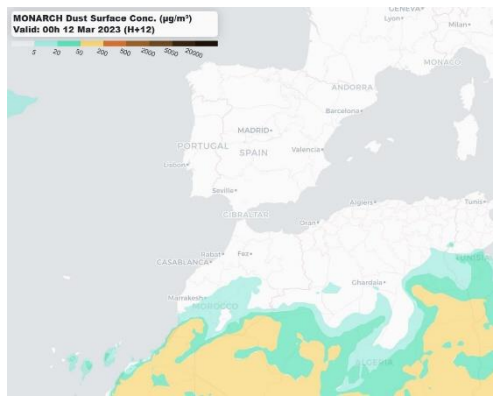 MONARCH Dust Surface Conc. (µg/m³)
Valid: 00h 12 Mar 2023 (H+12)
5 20 50 200 500 2000 5000 20000
GENEVA
Lyon
Milan
MONACO
ANDORRA
Barcelona
MADRID
PORTUGAL
SPAIN
Valencia
Lisbon
Seville
GIBRALTAR
Algiers
Tunis
Oran
Rabat
Fez
CASABLANCA
TUNISIA
Ghardaia
Marrakesh
MOROCCO
ALGERIA